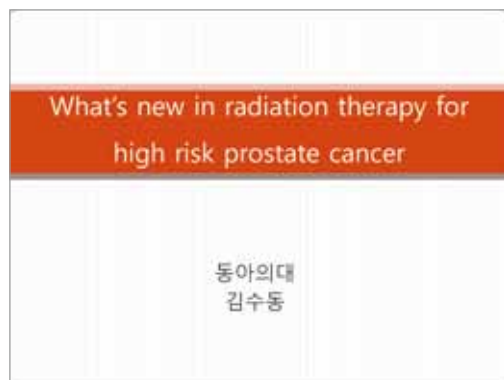 What's new in radiation therapy for
high risk prostate cancer
동아의대
김수동